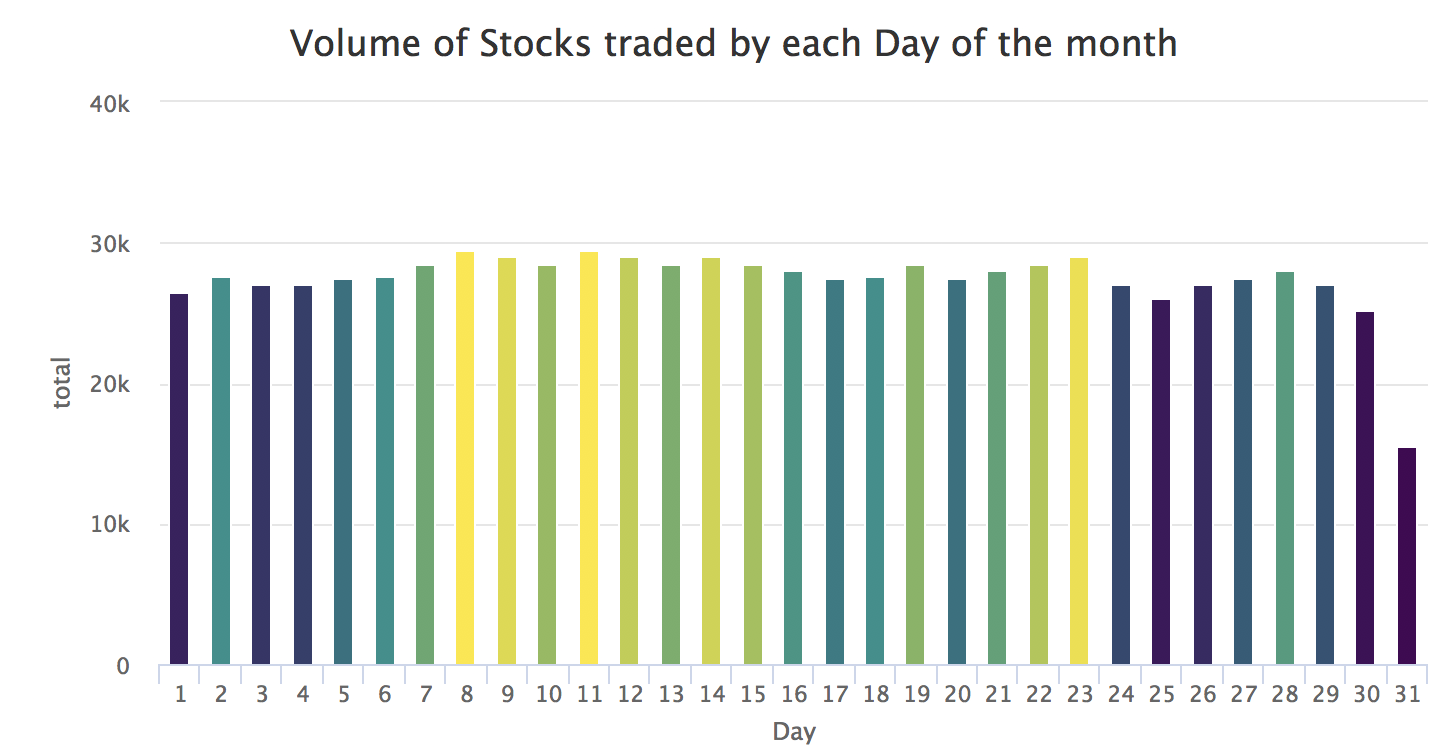 Volume of Stocks traded by each Day of the month
40k
30k
20k
10k
0
total
1 2 3 4 5 6 7 8 9 10 11 12 13 14 15 16 17 18 19 20 21 22 23 24 25 26 27 28 29 30 31
Day